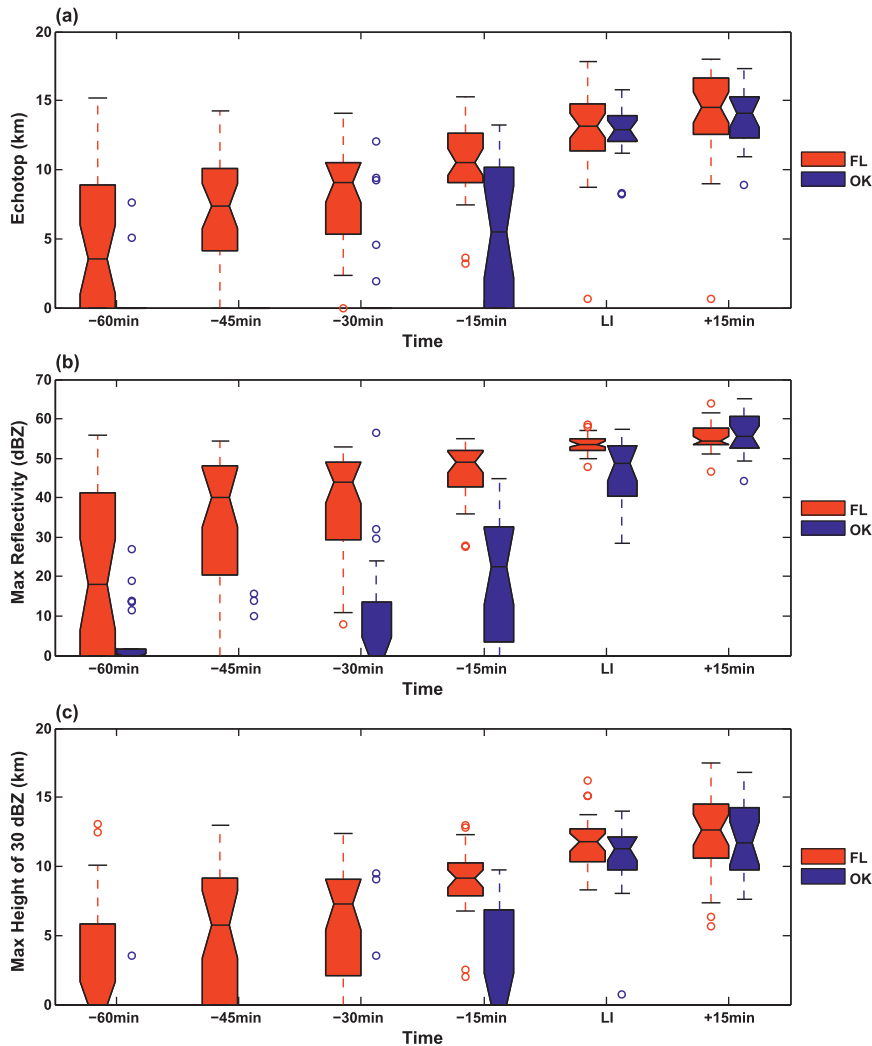 (a)
Echotop (km)
20
15
10
5
0
−60min −45min −30min −15min LI +15min
Time
FL
OK
(b)
Max Reflectivity (dBZ)
70
60
50
40
30
20
10
0
−60min −45min −30min −15min LI +15min
Time
FL
OK
(c)
Max Height of 30 dBZ (km)
20
15
10
5
0
−60min −45min −30min −15min LI +15min
Time
FL
OK